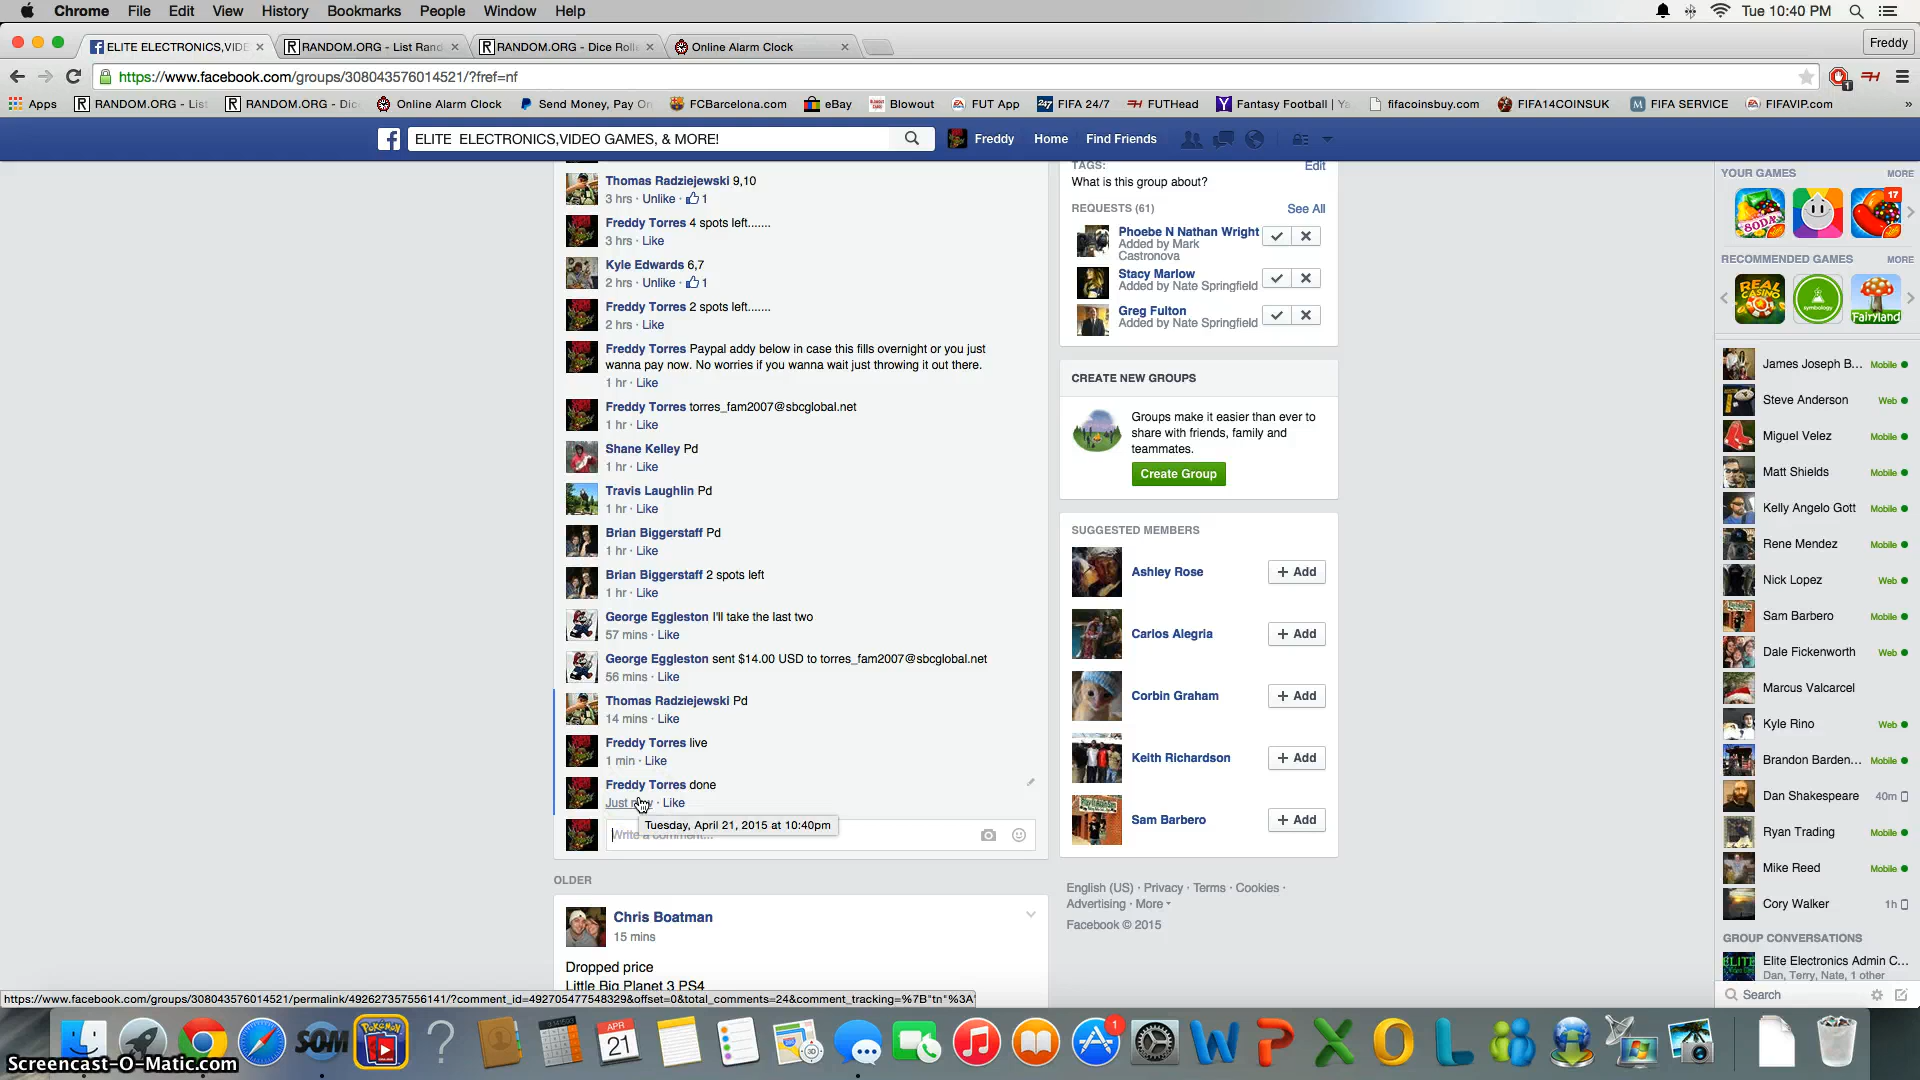 Chrome File Edit View History Bookmarks People Window Help Tue 10:40 PM
ELITE ELECTRONICS,VIDE RANDOM.ORG - List Ran RANDOM.ORG - Dice Roll Online Alarm Clock Freddy
https://www.facebook.com/groups/308043576014521/?fref=nf
Apps RANDOM.ORG - Lis RANDOM.ORG - Dic Online Alarm Clock Send Money, Pay On FCBarcelona.com eBay Blowout FUT App FIFA 24/7 FUTHead Fantasy Football | Ya fifacoinsbuy.com FIFA14COINSUK FIFA SERVICE FIFAVIP.com »
ELITE ELECTRONICS,VIDEO GAMES, & MORE! Freddy Home Find Friends
Thomas Radziejewski 9,10
3 hrs · Unlike · 1
Freddy Torres 4 spots left.......
3 hrs · Like
Kyle Edwards 6,7
2 hrs · Unlike · 1
Freddy Torres 2 spots left.......
2 hrs · Like
Freddy Torres Paypal addy below in case this fills overnight or you just
wanna pay now. No worries if you wanna wait just throwing it out there.
1 hr · Like
Freddy Torres torres_fam2007@sbcglobal.net
1 hr · Like
Shane Kelley Pd
1 hr · Like
Travis Laughlin Pd
1 hr · Like
Brian Biggerstaff Pd
1 hr · Like
Brian Biggerstaff 2 spots left
1 hr · Like
George Eggleston I'll take the last two
57 mins · Like
George Eggleston sent $14.00 USD to torres_fam2007@sbcglobal.net
56 mins · Like
Thomas Radziejewski Pd
14 mins · Like
Freddy Torres live
1 min · Like
Freddy Torres done
Just · Like
Tuesday, April 21, 2015 at 10:40pm
Write a comment...
OLDER
Chris Boatman
15 mins
Dropped price
Little Big Planet 3 PS4
TAGS: Edit
What is this group about?
REQUESTS (61) See All
Phoebe N Nathan Wright
Added by Mark
Castronova
Stacy Marlow
Added by Nate Springfield
Greg Fulton
Added by Nate Springfield
CREATE NEW GROUPS
Groups make it easier than ever to
share with friends, family and
teammates.
Create Group
SUGGESTED MEMBERS
Ashley Rose + Add
Carlos Alegria + Add
Corbin Graham + Add
Keith Richardson + Add
Sam Barbero + Add
English (US) · Privacy · Terms · Cookies ·
Advertising · More
Facebook © 2015
YOUR GAMES MORE
SODA 17
RECOMMENDED GAMES MORE
REAL CASINO symbology Fairyland
James Joseph B... Mobile
Steve Anderson Web
Miguel Velez Mobile
Matt Shields Mobile
Kelly Angelo Gott Mobile
Rene Mendez Mobile
Nick Lopez Web
Sam Barbero Mobile
Dale Fickenworth Web
Marcus Valcarcel
Kyle Rino Web
Brandon Barden... Mobile
Dan Shakespeare 40m
Ryan Trading Mobile
Mike Reed Mobile
Cory Walker 1h
GROUP CONVERSATIONS
Elite Electronics Admin C...
Dan, Terry, Nate, 1 other
Search
https://www.facebook.com/groups/308043576014521/permalink/492627357556141/?comment_id=492705477548329&offset=0&total_comments=24&comment_tracking=%7B"tn"%3A"
SOM POKéMON APR 21 3D 1
Screencast-O-Matic.com